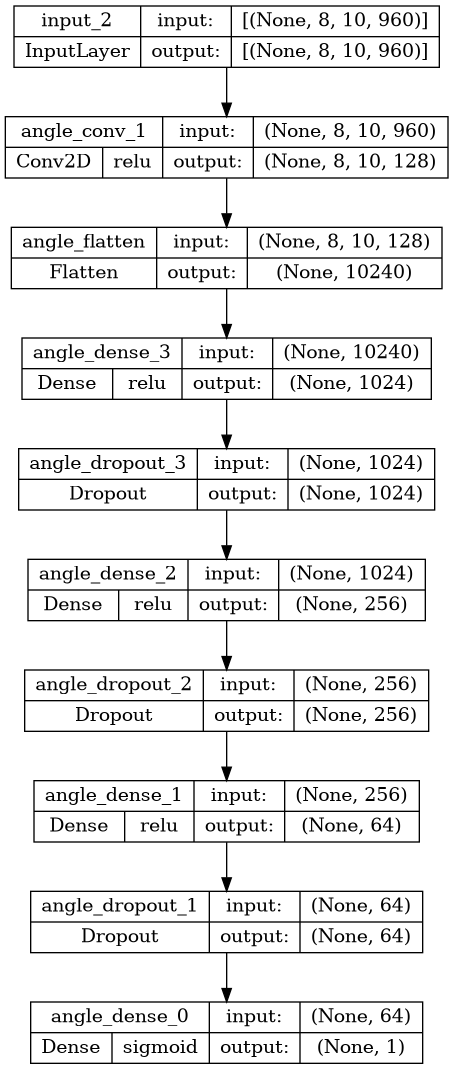 input_2 input: [(None, 8, 10, 960)]
InputLayer output: [(None, 8, 10, 960)]
angle_conv_1 input: (None, 8, 10, 960)
Conv2D relu output: (None, 8, 10, 128)
angle_flatten input: (None, 8, 10, 128)
Flatten output: (None, 10240)
angle_dense_3 input: (None, 10240)
Dense relu output: (None, 1024)
angle_dropout_3 input: (None, 1024)
Dropout output: (None, 1024)
angle_dense_2 input: (None, 1024)
Dense relu output: (None, 256)
angle_dropout_2 input: (None, 256)
Dropout output: (None, 256)
angle_dense_1 input: (None, 256)
Dense relu output: (None, 64)
angle_dropout_1 input: (None, 64)
Dropout output: (None, 64)
angle_dense_0 input: (None, 64)
Dense sigmoid output: (None, 1)